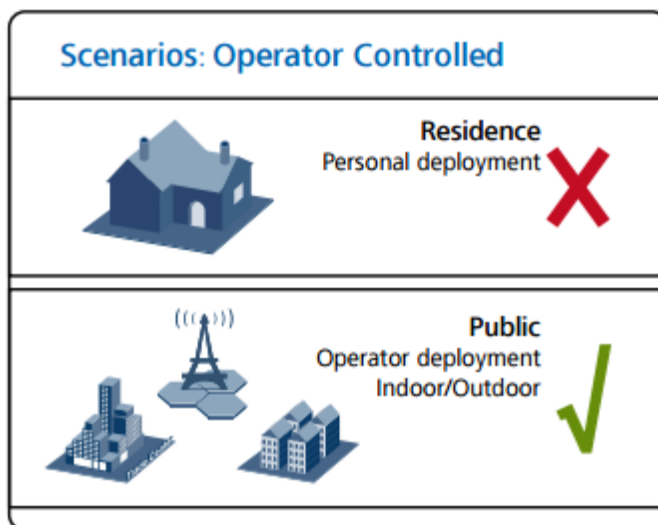 Scenarios: Operator Controlled
Residence
Personal deployment
Public
Operator deployment
Indoor/Outdoor